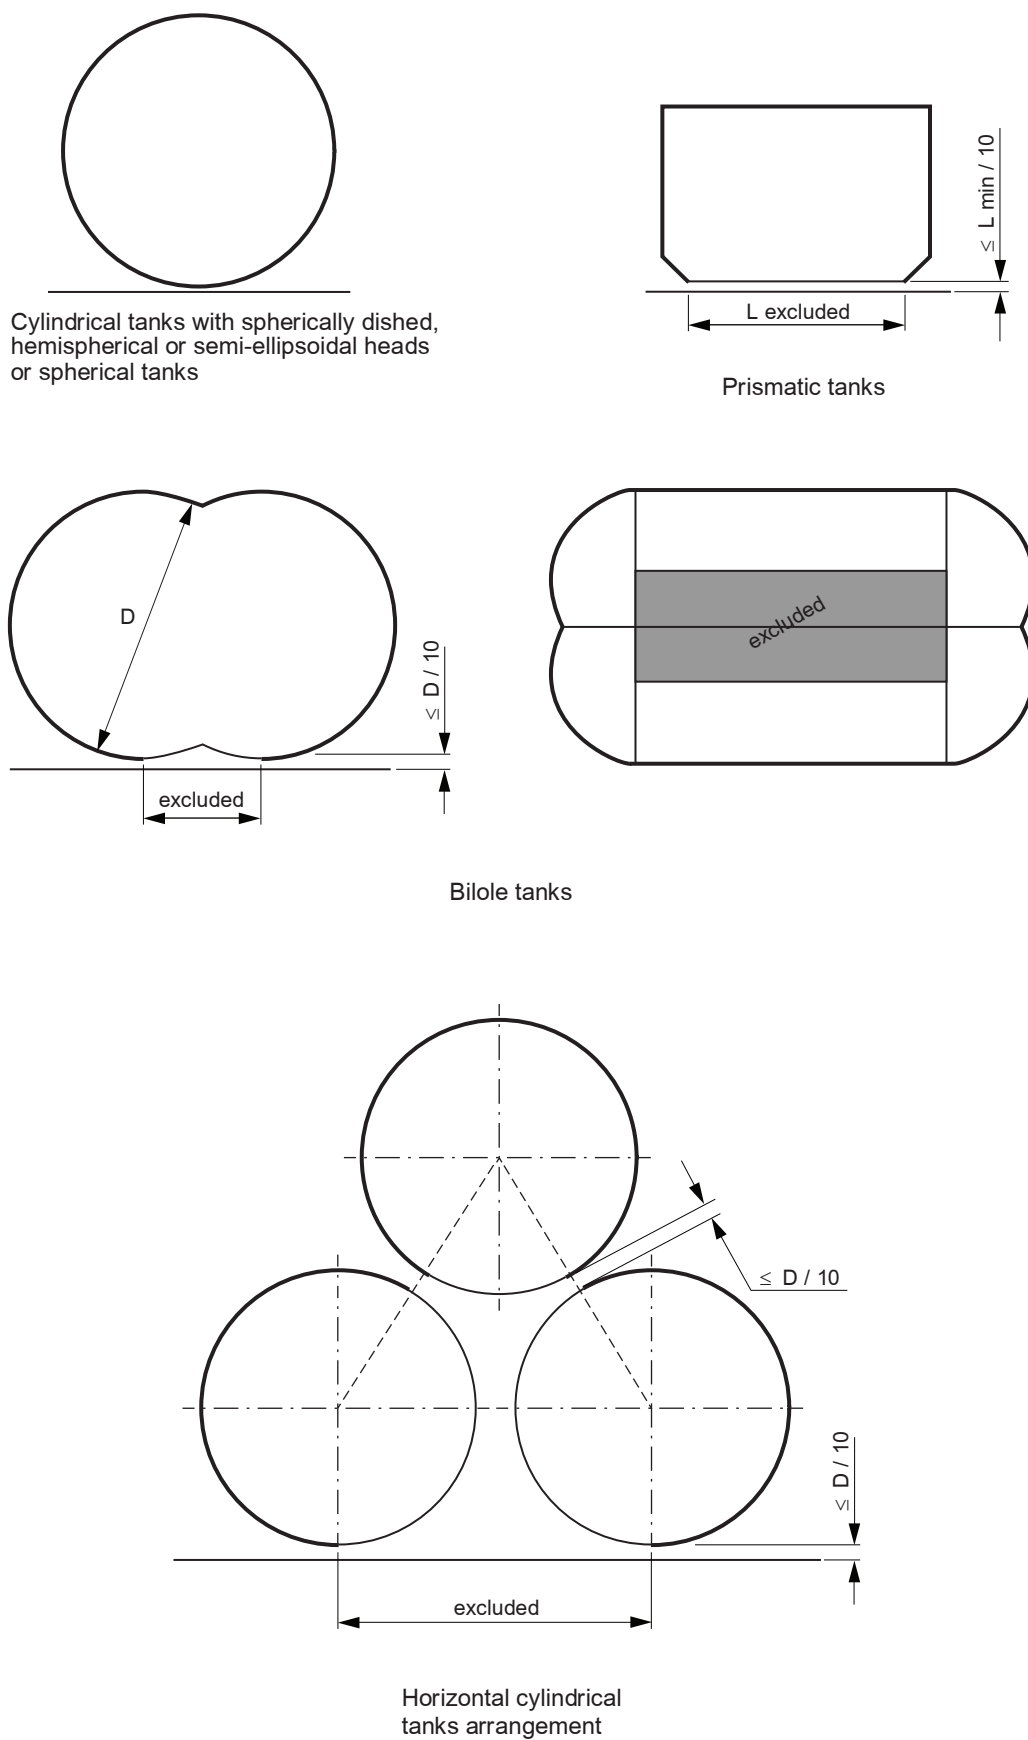 ≤ L min / 10
L excluded
Cylindrical tanks with spherically dished,
hemispherical or semi-ellipsoidal heads
or spherical tanks
Prismatic tanks
D
excluded
≤ D / 10
excluded
Bilole tanks
≤ D / 10
≤ D / 10
excluded
Horizontal cylindrical
tanks arrangement